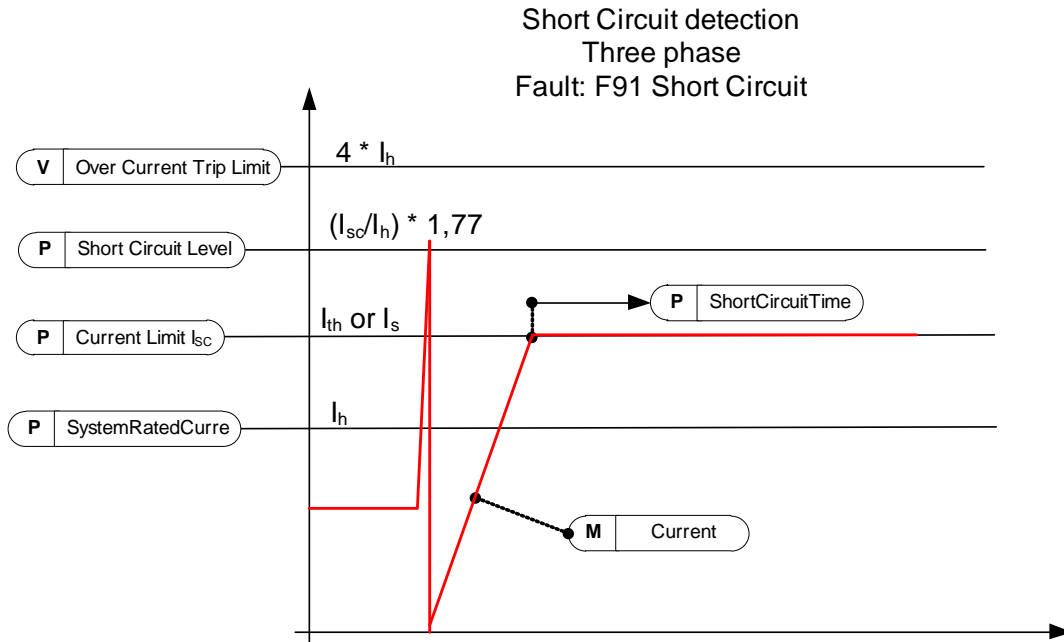 Short Circuit detection
Three phase
Fault: F91 Short Circuit
V Over Current Trip Limit
4 * Ih
P Short Circuit Level
(Isc/Ih) * 1,77
P ShortCircuitTime
P Current Limit ISC
Ith or Is
P SystemRatedCurre
Ih
M Current